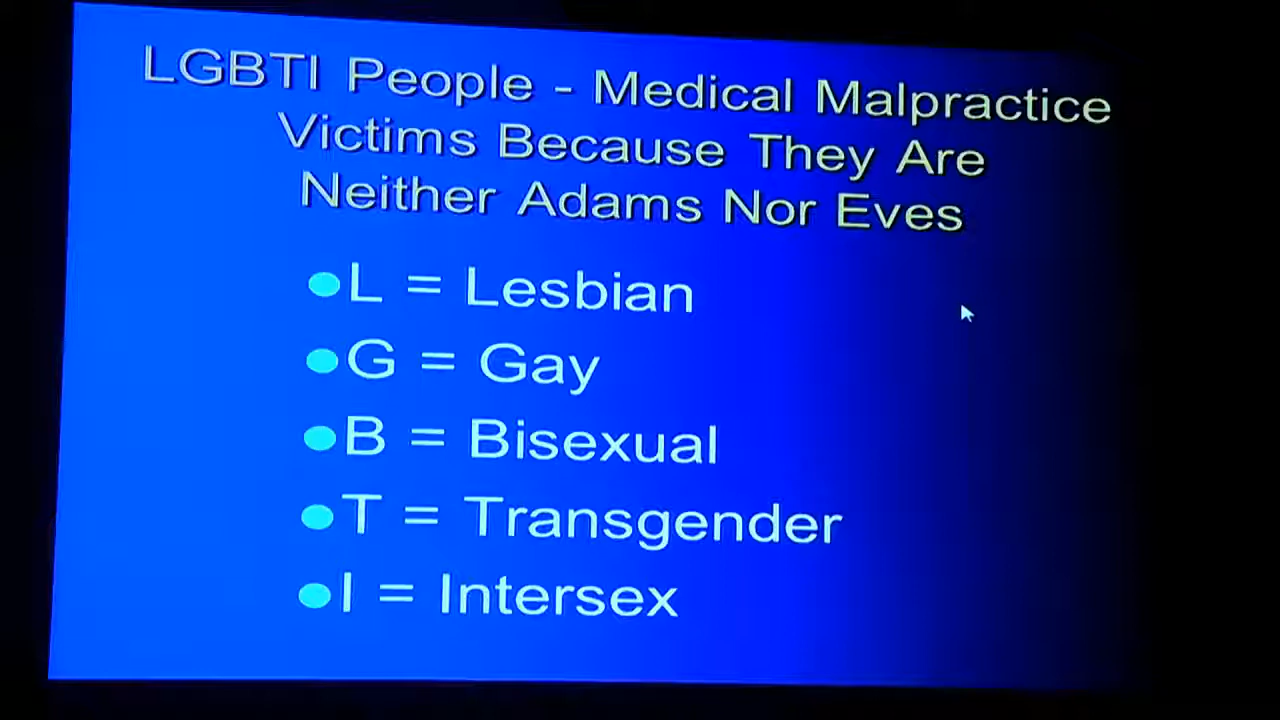 LGBTI People - Medical Malpractice
Victims Because They Are
Neither Adams Nor Eves
L = Lesbian
G = Gay
B = Bisexual
T = Transgender
I = Intersex